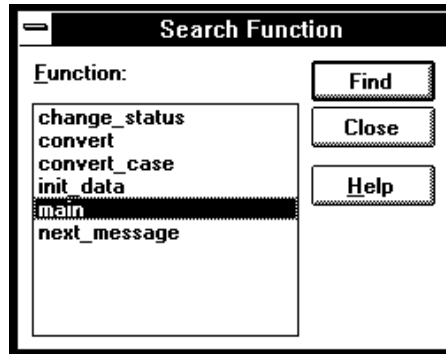 Search Function
Function:
change_status
convert
convert_case
init_data
main
next_message
Find
Close
Help